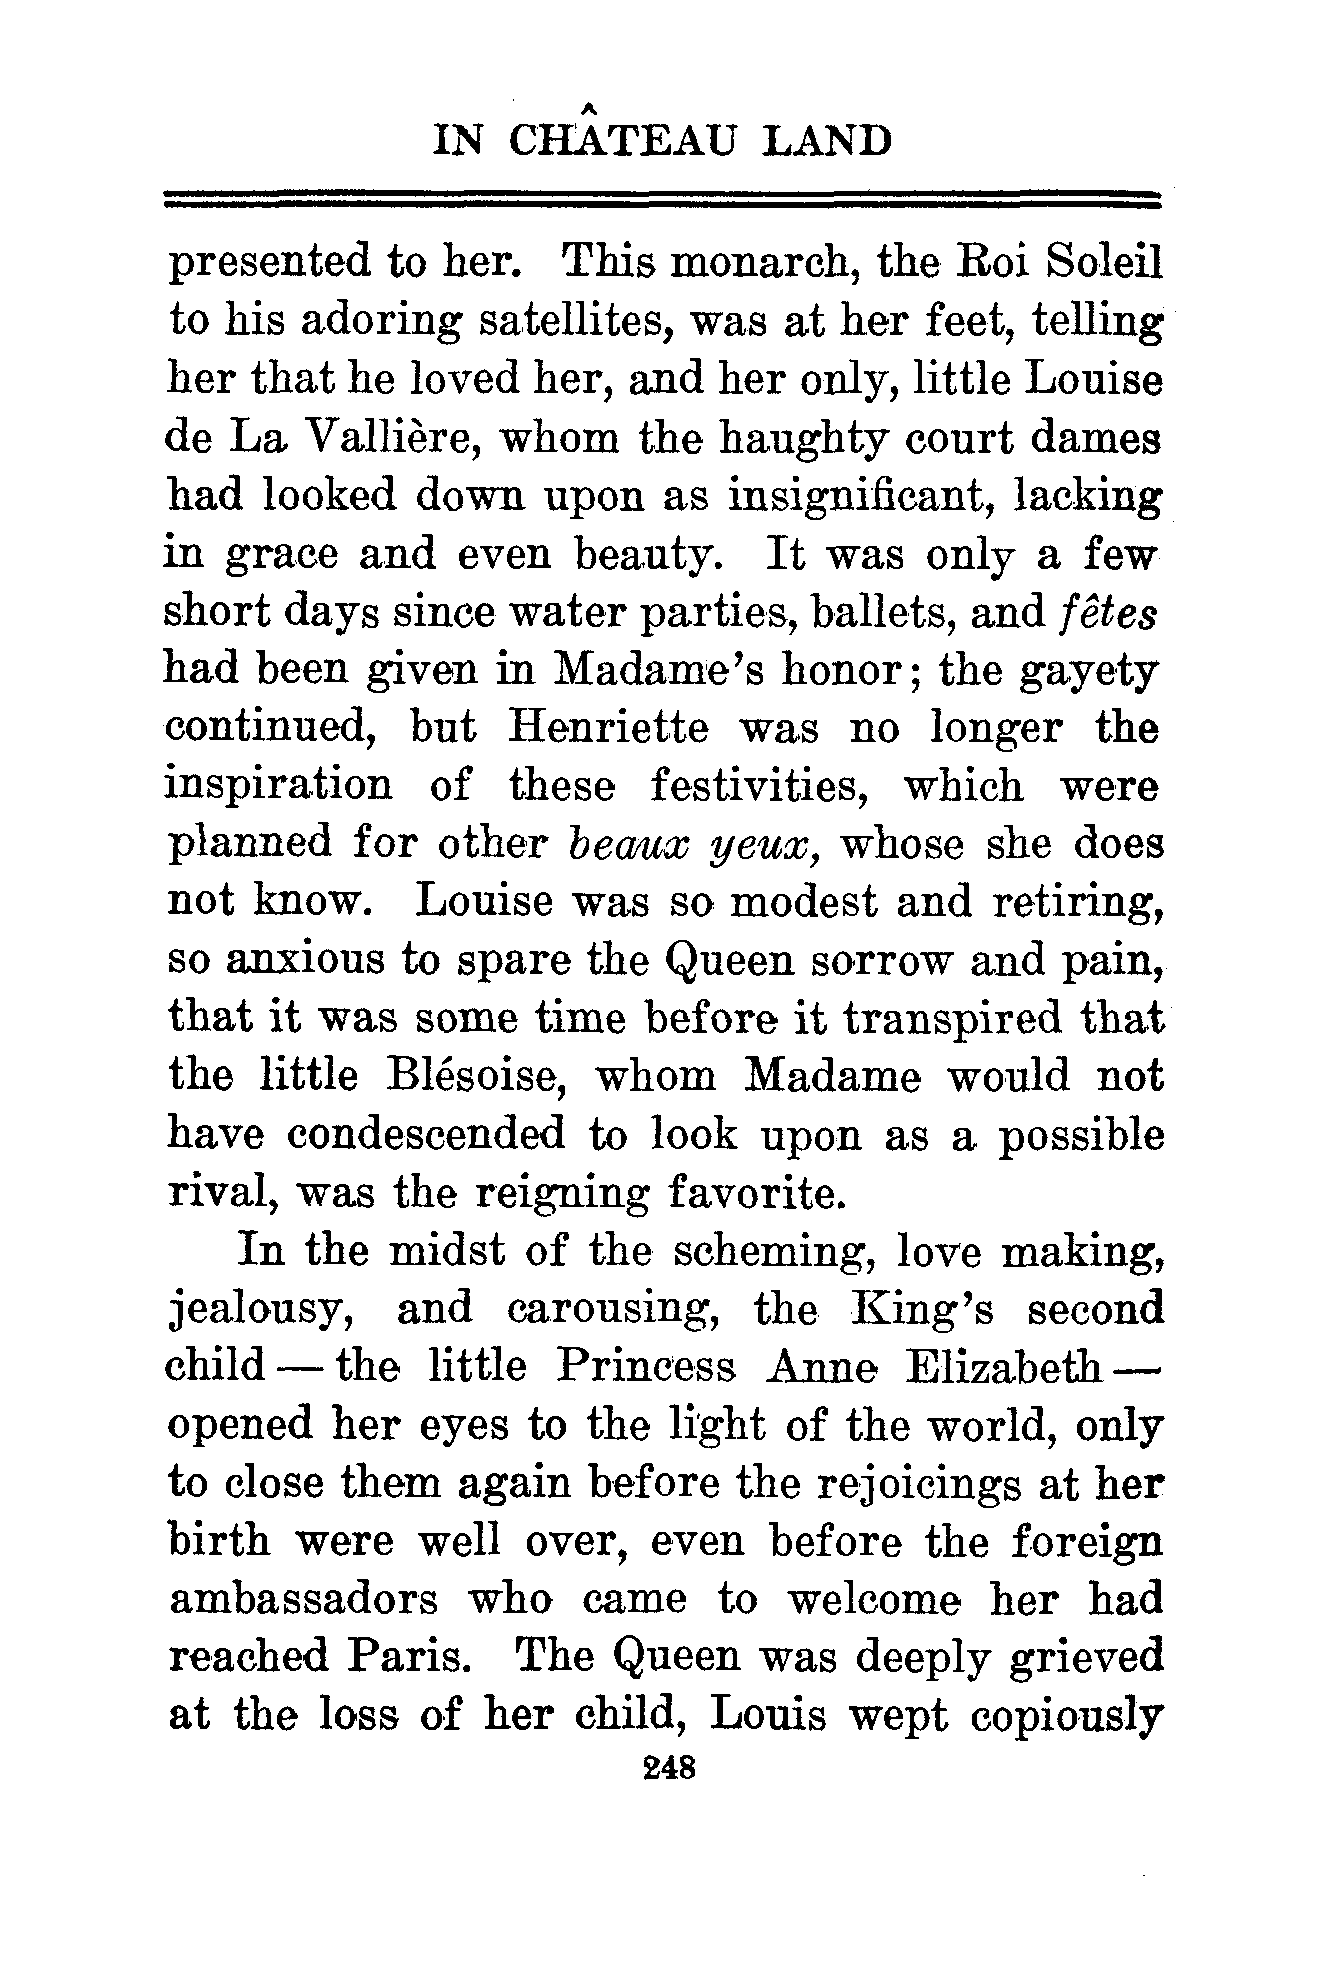 IN CHÂTEAU LAND
presented to her. This monarch, the Roi Soleil
to his adoring satellites, was at her feet, telling
her that he loved her, and her only, little Louise
de La Vallière, whom the haughty court dames
had looked down upon as insignificant, lacking
in grace and even beauty. It was only a few
short days since water parties, ballets, and fêtes
had been given in Madame's honor; the gayety
continued, but Henriette was no longer the
inspiration of these festivities, which were
planned for other beaux yeux, whose she does
not know. Louise was so modest and retiring,
so anxious to spare the Queen sorrow and pain,
that it was some time before it transpired that
the little Blésoise, whom Madame would not
have condescended to look upon as a possible
rival, was the reigning favorite.
In the midst of the scheming, love making,
jealousy, and carousing, the King's second
child — the little Princess Anne Elizabeth —
opened her eyes to the light of the world, only
to close them again before the rejoicings at her
birth were well over, even before the foreign
ambassadors who came to welcome her had
reached Paris. The Queen was deeply grieved
at the loss of her child, Louis wept copiously
248